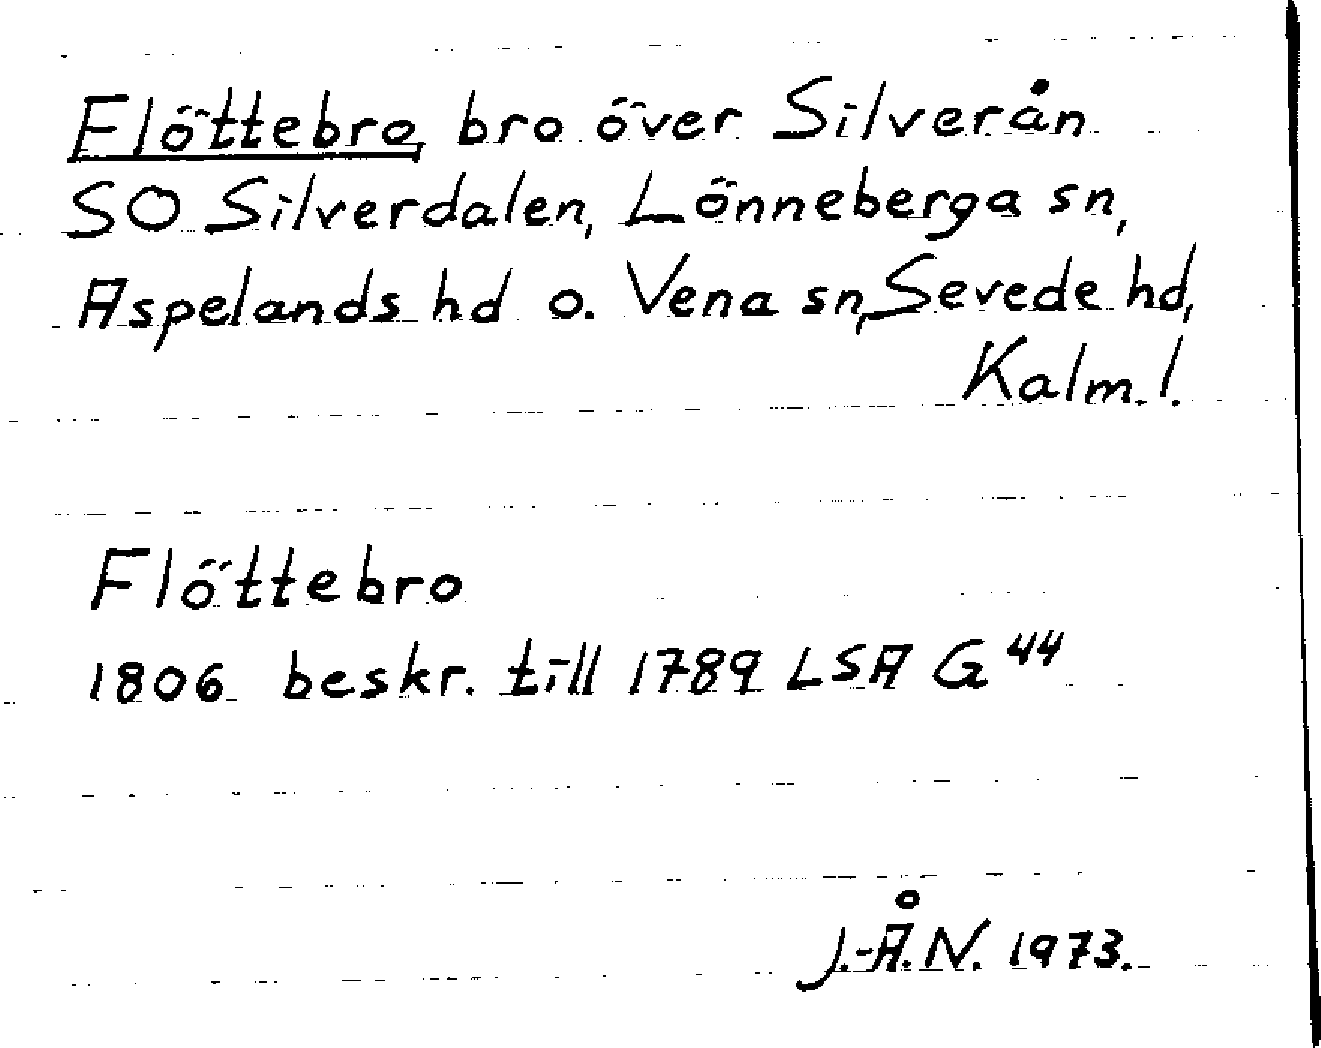 Flöttebro, bro över Silverån
SO Silverdalen, Lönneberga sn,
Aspelands hd o. Vena sn, Sevede hd,
Kalm. l.
Flöttebro
1806 beskr. till 1789 LSA G 44
J.-Å.N. 1973.